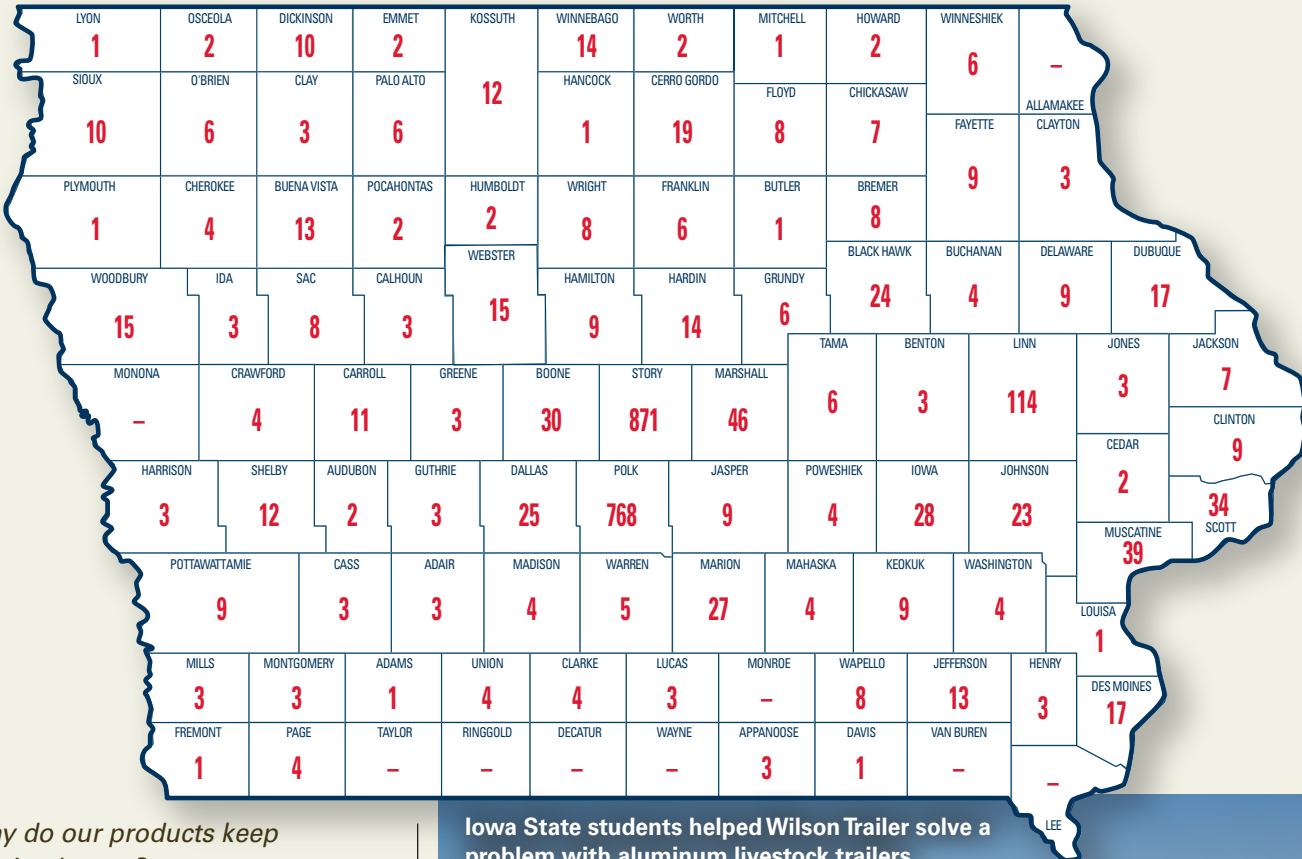 LYON OSCEOLA DICKINSON EMMET KOSSUTH WINNEBAGO WORTH MITCHELL HOWARD WINNESHIEK
1 2 10 2 12 14 2 1 2 6 –
ALLAMAKEE
SIOUX O'BRIEN CLAY PALO ALTO HANCOCK CERRO GORDO FLOYD CHICKASAW
10 6 3 6 1 19 8 7
FAYETTE CLAYTON
9 3
PLYMOUTH CHEROKEE BUENA VISTA POCAHONTAS HUMBOLDT WRIGHT FRANKLIN BUTLER BREMER
1 4 13 2 2 8 6 1 8
WEBSTER BLACK HAWK BUCHANAN DELAWARE DUBUQUE
15 24 4 9 17
WOODBURY IDA SAC CALHOUN HAMILTON HARDIN GRUNDY
15 3 8 3 9 14 6
TAMA BENTON LINN JONES JACKSON
6 3 114 3 7
MONONA CRAWFORD CARROLL GREENE BOONE STORY MARSHALL
– 4 11 3 30 871 46
CLINTON
9
CEDAR
2
HARRISON SHELBY AUDUBON GUTHRIE DALLAS POLK JASPER POWESHIEK IOWA JOHNSON
3 12 2 3 25 768 9 4 28 23
34
SCOTT
MUSCATINE
39
POTTAWATTAMIE CASS ADAIR MADISON WARREN MARION MAHASKA KEOKUK WASHINGTON
9 3 3 4 5 27 4 9 4
LOUISA
1
MILLS MONTGOMERY ADAMS UNION CLARKE LUCAS MONROE WAPELLO JEFFERSON HENRY
3 3 1 4 4 3 – 8 13 3
DES MOINES
17
FREMONT PAGE TAYLOR RINGGOLD DECATUR WAYNE APPANOOSE DAVIS VAN BUREN
1 4 – – – – 3 1 –
–
LEE
do our products keep
Iowa State students helped Wilson Trailer solve a
problem with aluminum livestock trailers